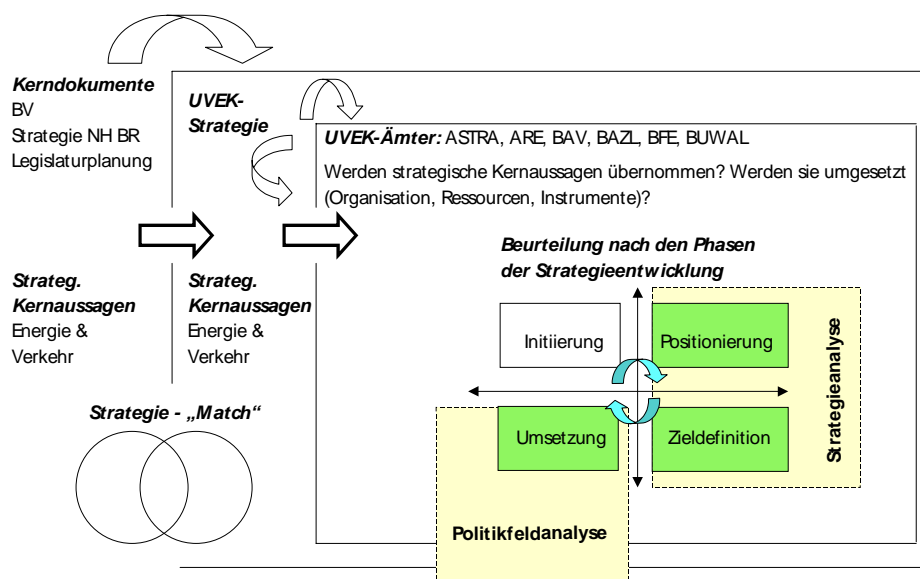 Kerndokumente
BV
Strategie NH BR
Legislaturplanung
UVEK-
Strategie
UVEK-Ämter: ASTRA, ARE, BAV, BAZL, BFE, BUWAL
Werden strategische Kernaussagen übernommen? Werden sie umgesetzt
(Organisation, Ressourcen, Instrumente)?
Strateg.
Kernaussagen
Energie &
Verkehr
Strateg.
Kernaussagen
Energie &
Verkehr
Strategie - „Match“
Beurteilung nach den Phasen
der Strategieentwicklung
Initiierung
Positionierung
Umsetzung
Zieldefinition
Strategieanalyse
Politikfeldanalyse